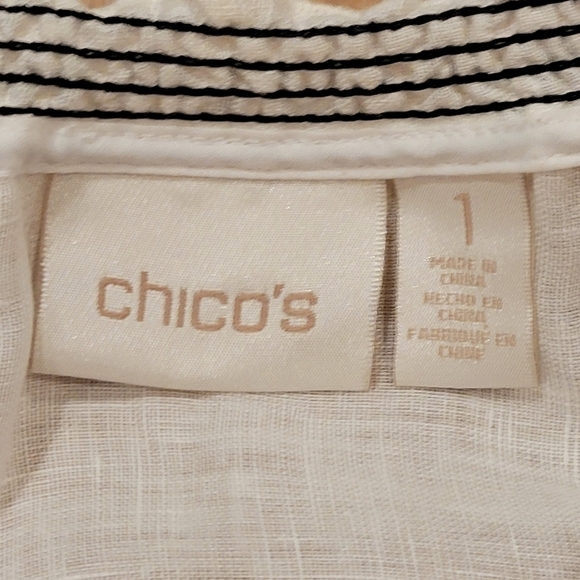 chico's
1
MADE IN
CHINA
HECHO EN
CHINA
FABRIQUÉ EN
CHINE